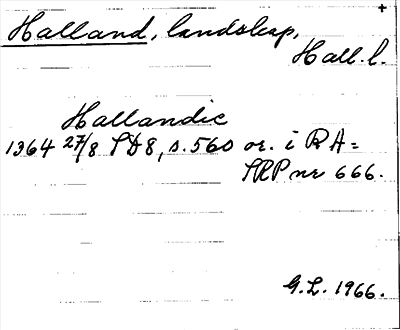 Halland, landskap,
Hall. l.
Hallandie
1364 27/8 SD8, s. 560 or. i RA =
SRP nr 666.
G.L. 1966.